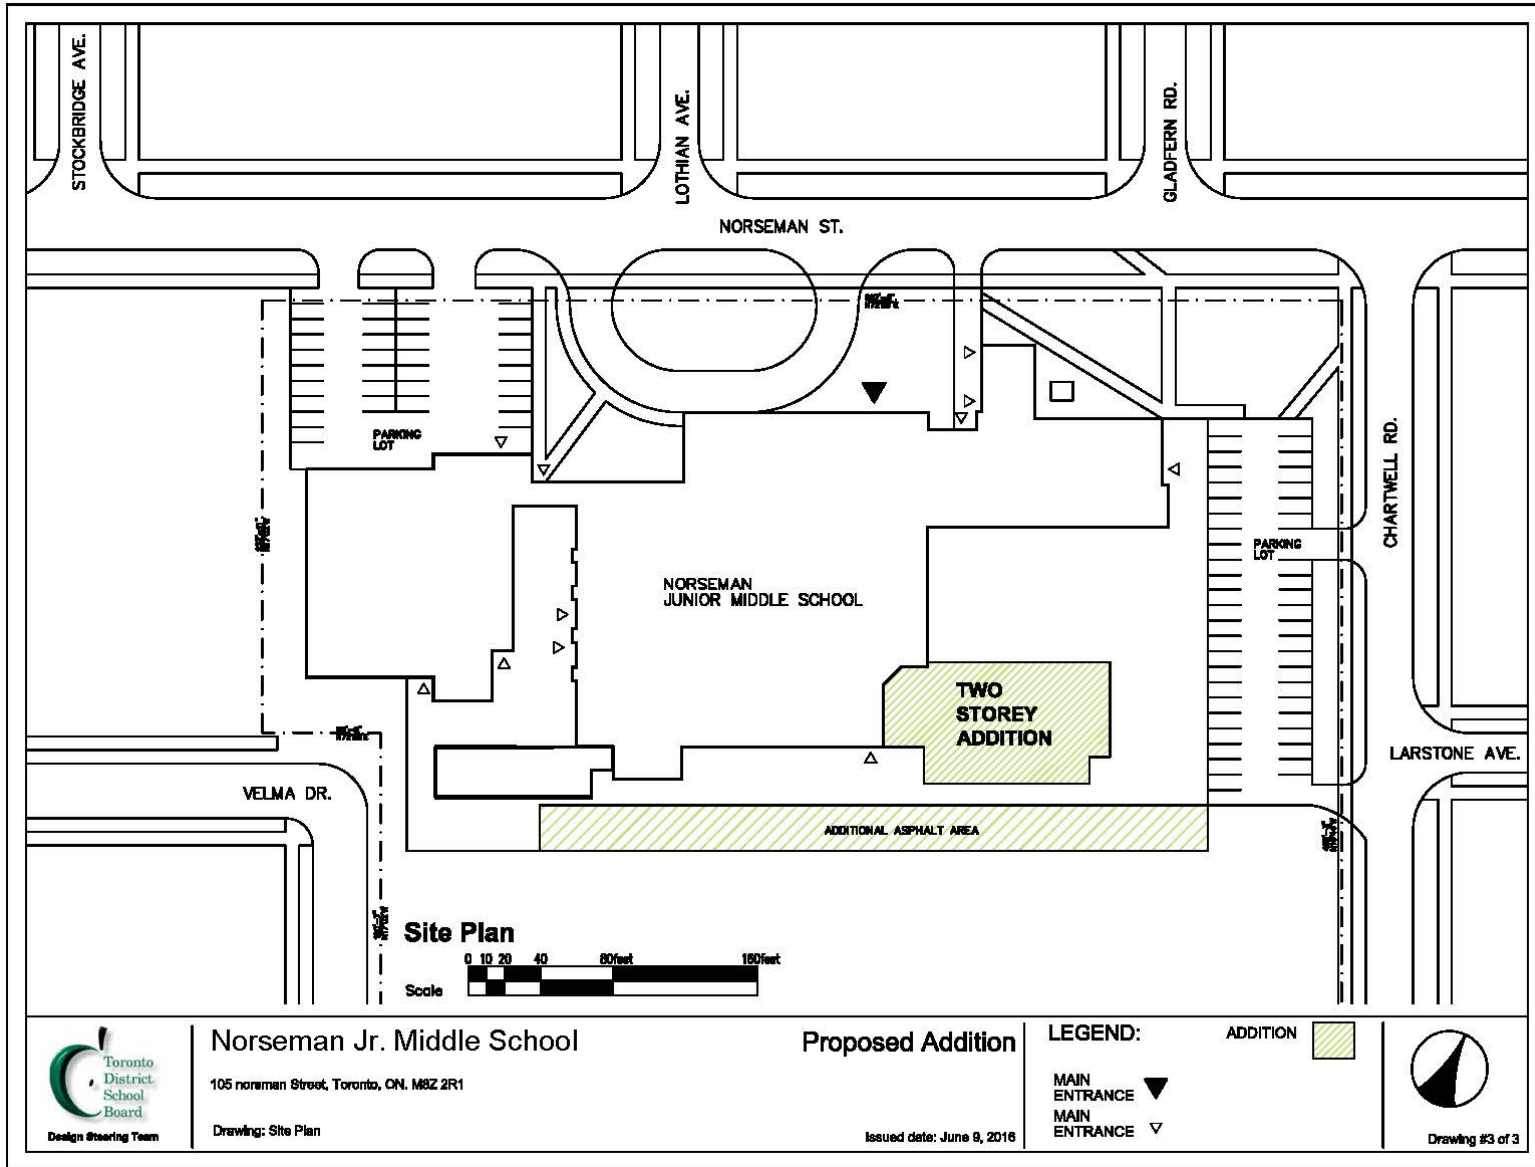 STOCKBRIDGE AVE.
LOTHIAN AVE.
GLADFERN RD.
NORSEMAN ST.
PARKING
LOT
CHARTWELL RD.
PARKING
LOT
NORSEMAN
JUNIOR MIDDLE SCHOOL
TWO
STOREY
ADDITION
LARSTONE AVE.
VELMA DR.
ADDITIONAL ASPHALT AREA
Site Plan
0 10 20 40 80feet 160feet
Scale
Toronto
District
School
Board
Design Steering Team
Norseman Jr. Middle School
105 norsman Street, Toronto, ON. M8Z 2R1
Drawing: Site Plan
Proposed Addition
Issued date: June 9, 2016
LEGEND:
ADDITION
MAIN
ENTRANCE
MAIN
ENTRANCE
Drawing #3 of 3